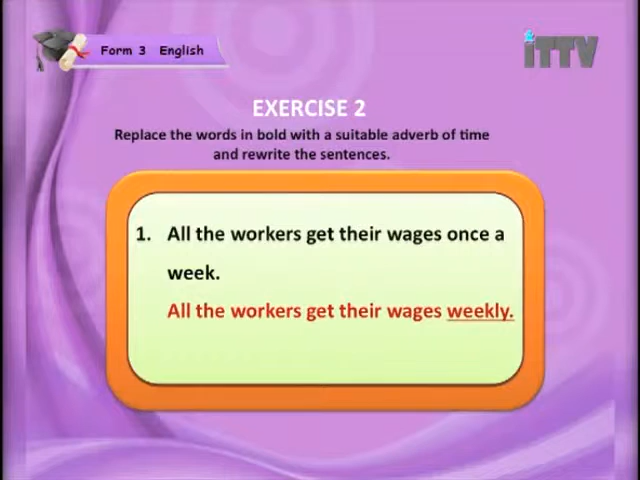 Form 3 English
iTTV
EXERCISE 2
Replace the words in bold with a suitable adverb of time
and rewrite the sentences.
1. All the workers get their wages once a
week.
All the workers get their wages weekly.